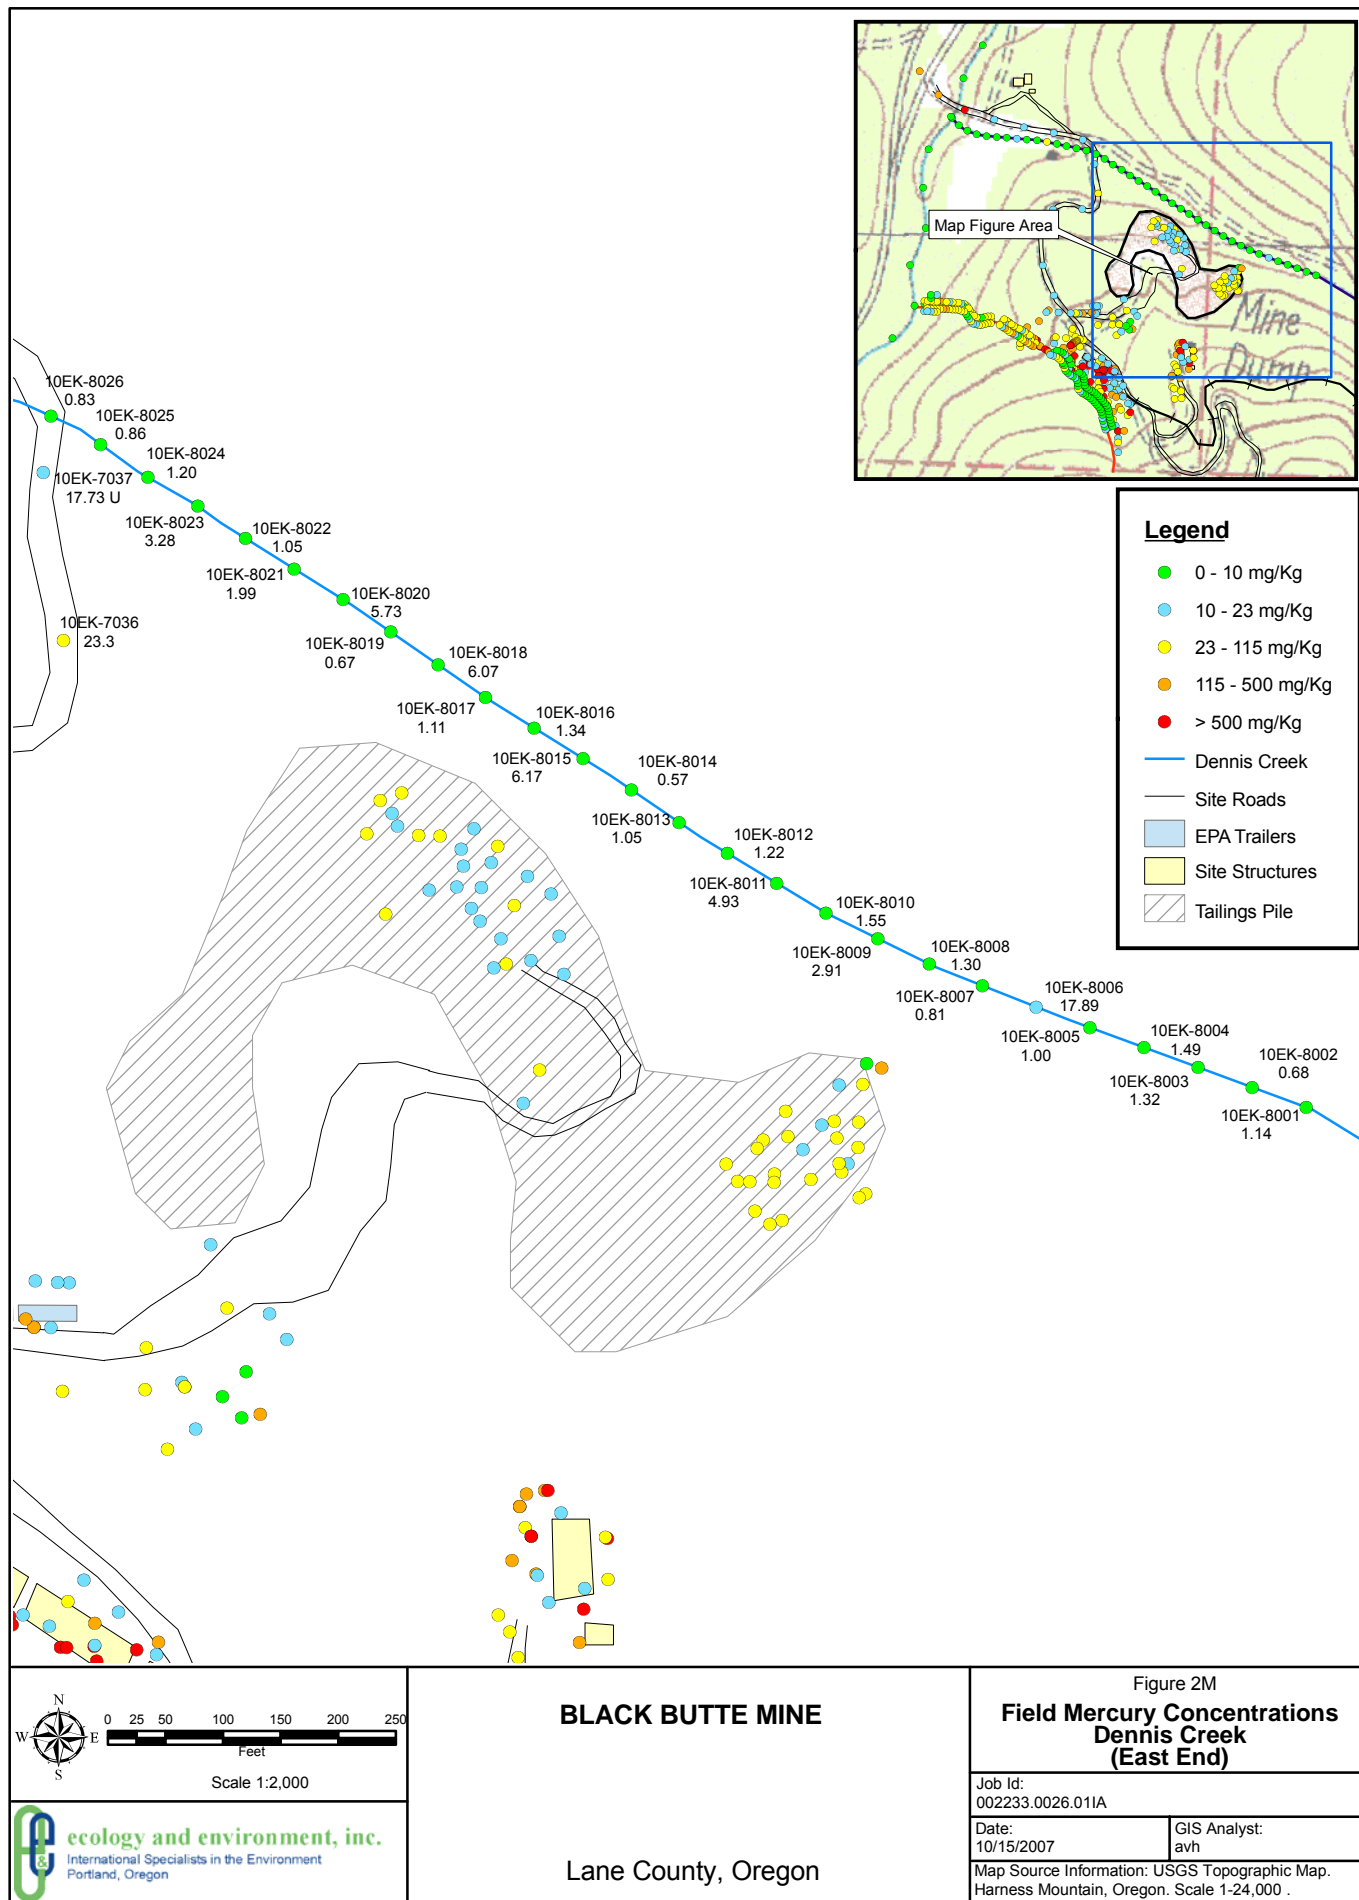 Map Figure Area
Mine
Dump
Legend
0 - 10 mg/Kg
10 - 23 mg/Kg
23 - 115 mg/Kg
115 - 500 mg/Kg
> 500 mg/Kg
Dennis Creek
Site Roads
EPA Trailers
Site Structures
Tailings Pile
10EK-8026
0.83
10EK-8025
0.86
10EK-8024
1.20
10EK-7037
17.73 U
10EK-8023
3.28
10EK-8022
1.05
10EK-8021
1.99
10EK-8020
5.73
10EK-7036
23.3
10EK-8019
0.67
10EK-8018
6.07
10EK-8017
1.11
10EK-8016
1.34
10EK-8015
6.17
10EK-8014
0.57
10EK-8013
1.05
10EK-8012
1.22
10EK-8011
4.93
10EK-8010
1.55
10EK-8009
2.91
10EK-8008
1.30
10EK-8007
0.81
10EK-8006
17.89
10EK-8005
1.00
10EK-8004
1.49
10EK-8003
1.32
10EK-8002
0.68
10EK-8001
1.14
N
W E
S
0 25 50 100 150 200 250
Feet
Scale 1:2,000
ecology and environment, inc.
International Specialists in the Environment
Portland, Oregon
BLACK BUTTE MINE
Lane County, Oregon
Figure 2M
Field Mercury Concentrations
Dennis Creek
(East End)
Job Id:
002233.0026.01IA
Date:
10/15/2007
GIS Analyst:
avh
Map Source Information: USGS Topographic Map.
Harness Mountain, Oregon. Scale 1-24,000 .